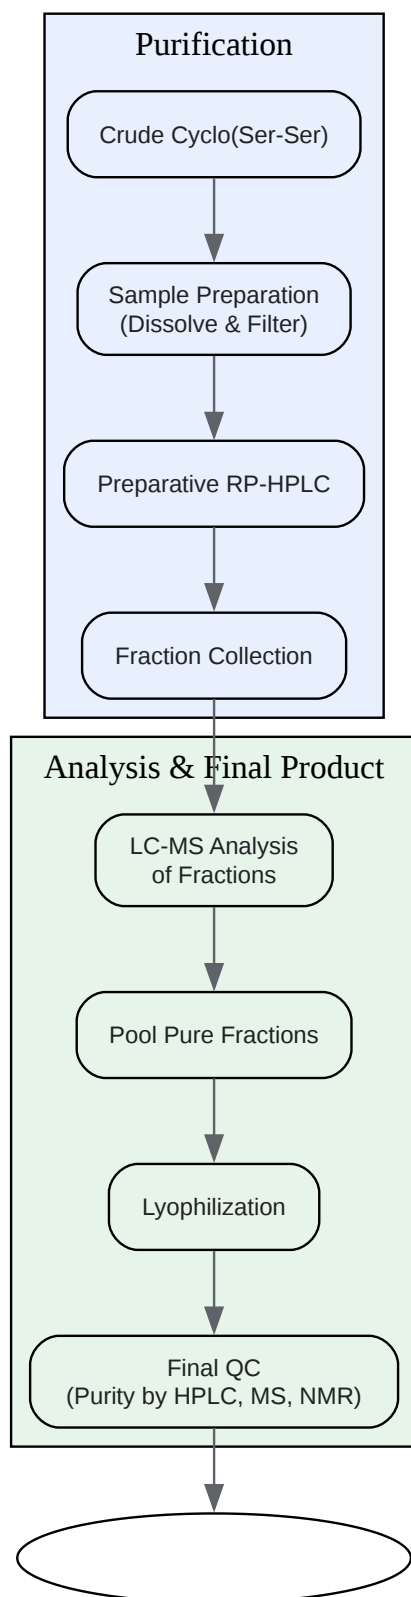 Purification
Crude Cyclo(Ser-Ser)
Sample Preparation
(Dissolve & Filter)
Preparative RP-HPLC
Fraction Collection
Analysis & Final Product
LC-MS Analysis
of Fractions
Pool Pure Fractions
Lyophilization
Final QC
(Purity by HPLC, MS, NMR)